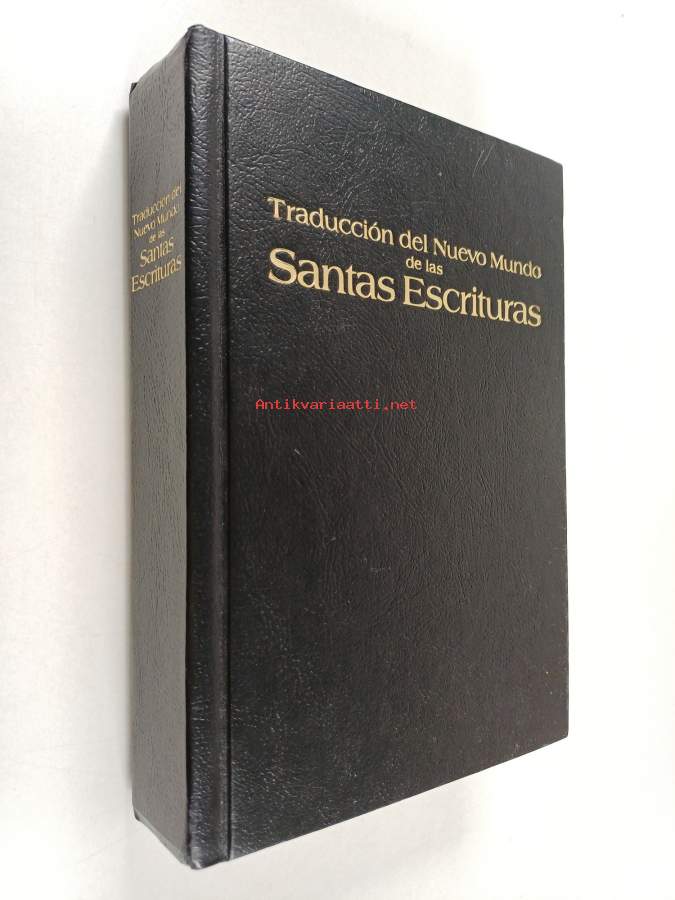 Traducción del
Nuevo Mundo
de las
Santas
Escrituras
Traducción del Nuevo Mundo
de las
Santas Escrituras
Antikvariaatti.net